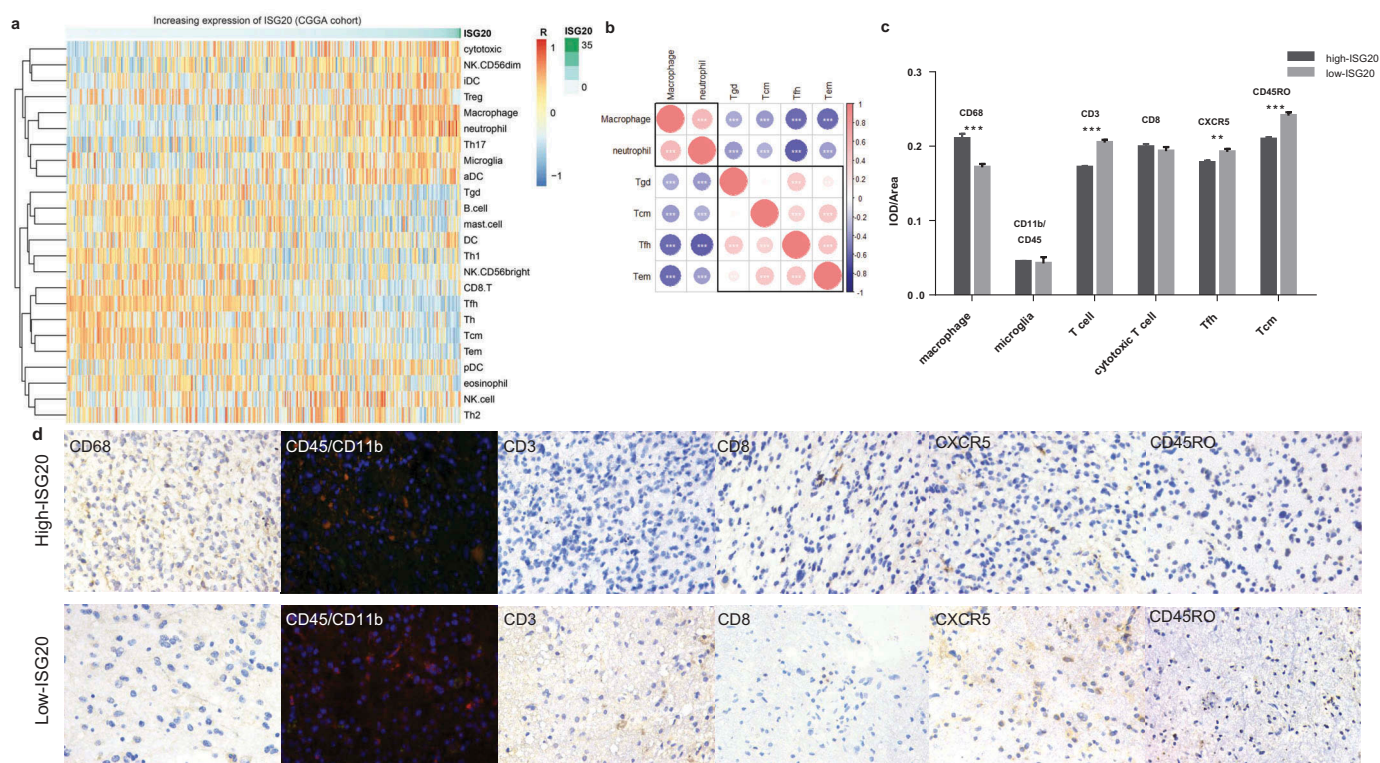 a
Increasing expression of ISG20 (CGGA cohort)
ISG20
cytotoxic
NK.CD56dim
iDC
Treg
Macrophage
neutrophil
Th17
Microglia
aDC
Tgd
B.cell
mast.cell
DC
Th1
NK.CD56bright
CD8.T
Tfh
Th
Tcm
Tem
pDC
eosinophil
NK.cell
Th2
R
1
0
−1
ISG20
35
0
b
Macrophage
neutrophil
Tgd
Tcm
Tfh
Tem
Macrophage
neutrophil
Tgd
Tcm
Tfh
Tem
1
0.8
0.6
0.4
0.2
0
-0.2
-0.4
-0.6
-0.8
-1
c
high-ISG20
low-ISG20
IOD/Area
0.3
0.2
0.1
0.0
CD68
***
CD11b/
CD45
CD3
***
CD8
CXCR5
**
CD45RO
***
macrophage
microglia
T cell
cytotoxic T cell
Tfh
Tcm
d
High-ISG20
CD68
CD45/CD11b
CD3
CD8
CXCR5
CD45RO
Low-ISG20
CD45/CD11b
CD3
CD8
CXCR5
CD45RO